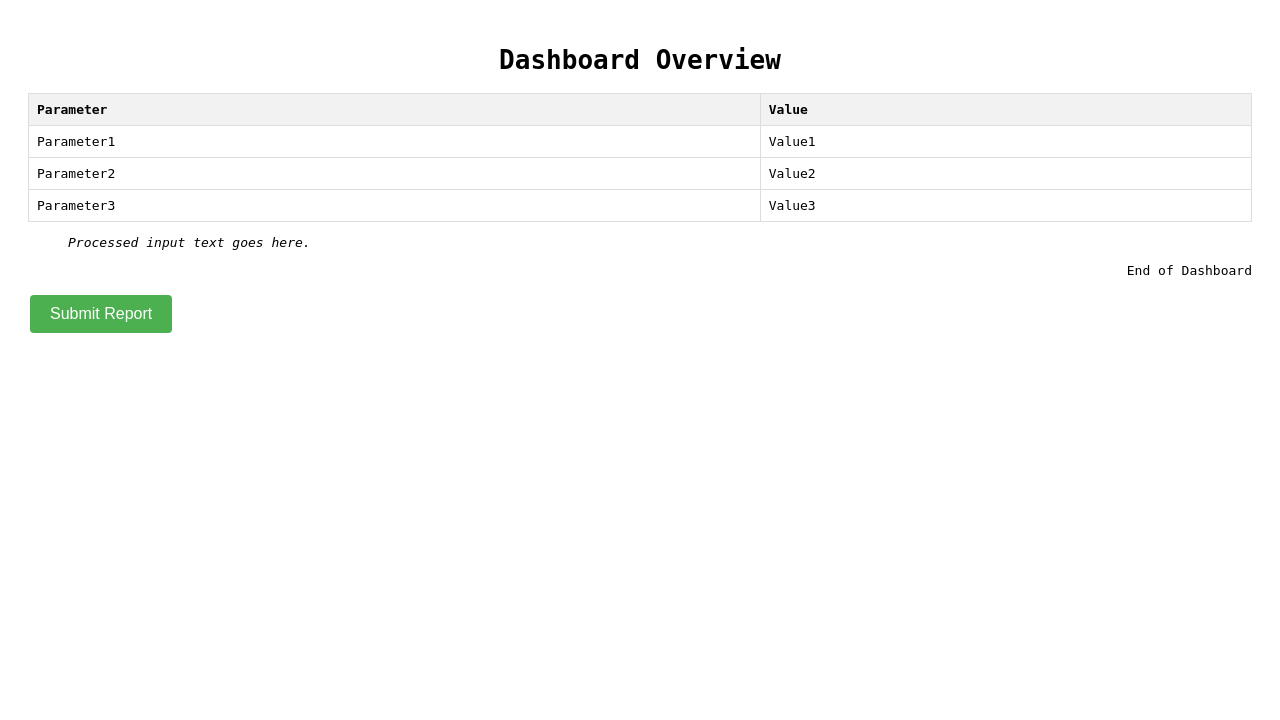 Dashboard Overview
Parameter Value
Parameter1 Value1
Parameter2 Value2
Parameter3 Value3
Processed input text goes here.
End of Dashboard
Submit Report